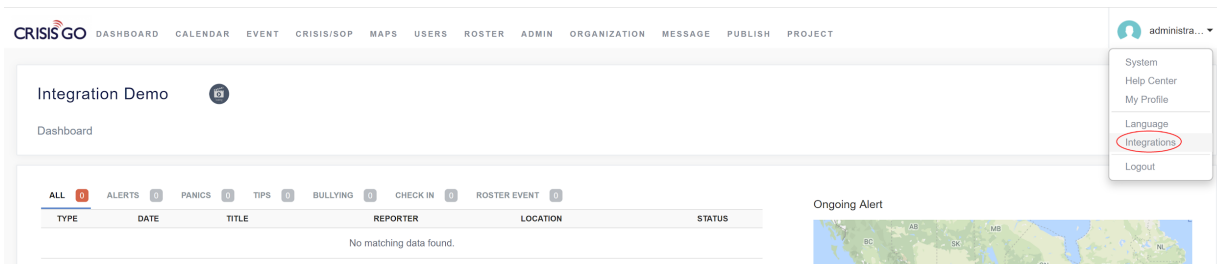 CRISIS GO DASHBOARD CALENDAR EVENT CRISIS/SOP MAPS USERS ROSTER ADMIN ORGANIZATION MESSAGE PUBLISH PROJECT administra...
System
Help Center
My Profile
Language
Integrations
Logout
Integration Demo
Dashboard
ALL 0 ALERTS 0 PANICS 0 TIPS 0 BULLYING 0 CHECK IN 0 ROSTER EVENT 0
TYPE DATE TITLE REPORTER LOCATION STATUS
No matching data found.
Ongoing Alert
AB MB
BC SK NL